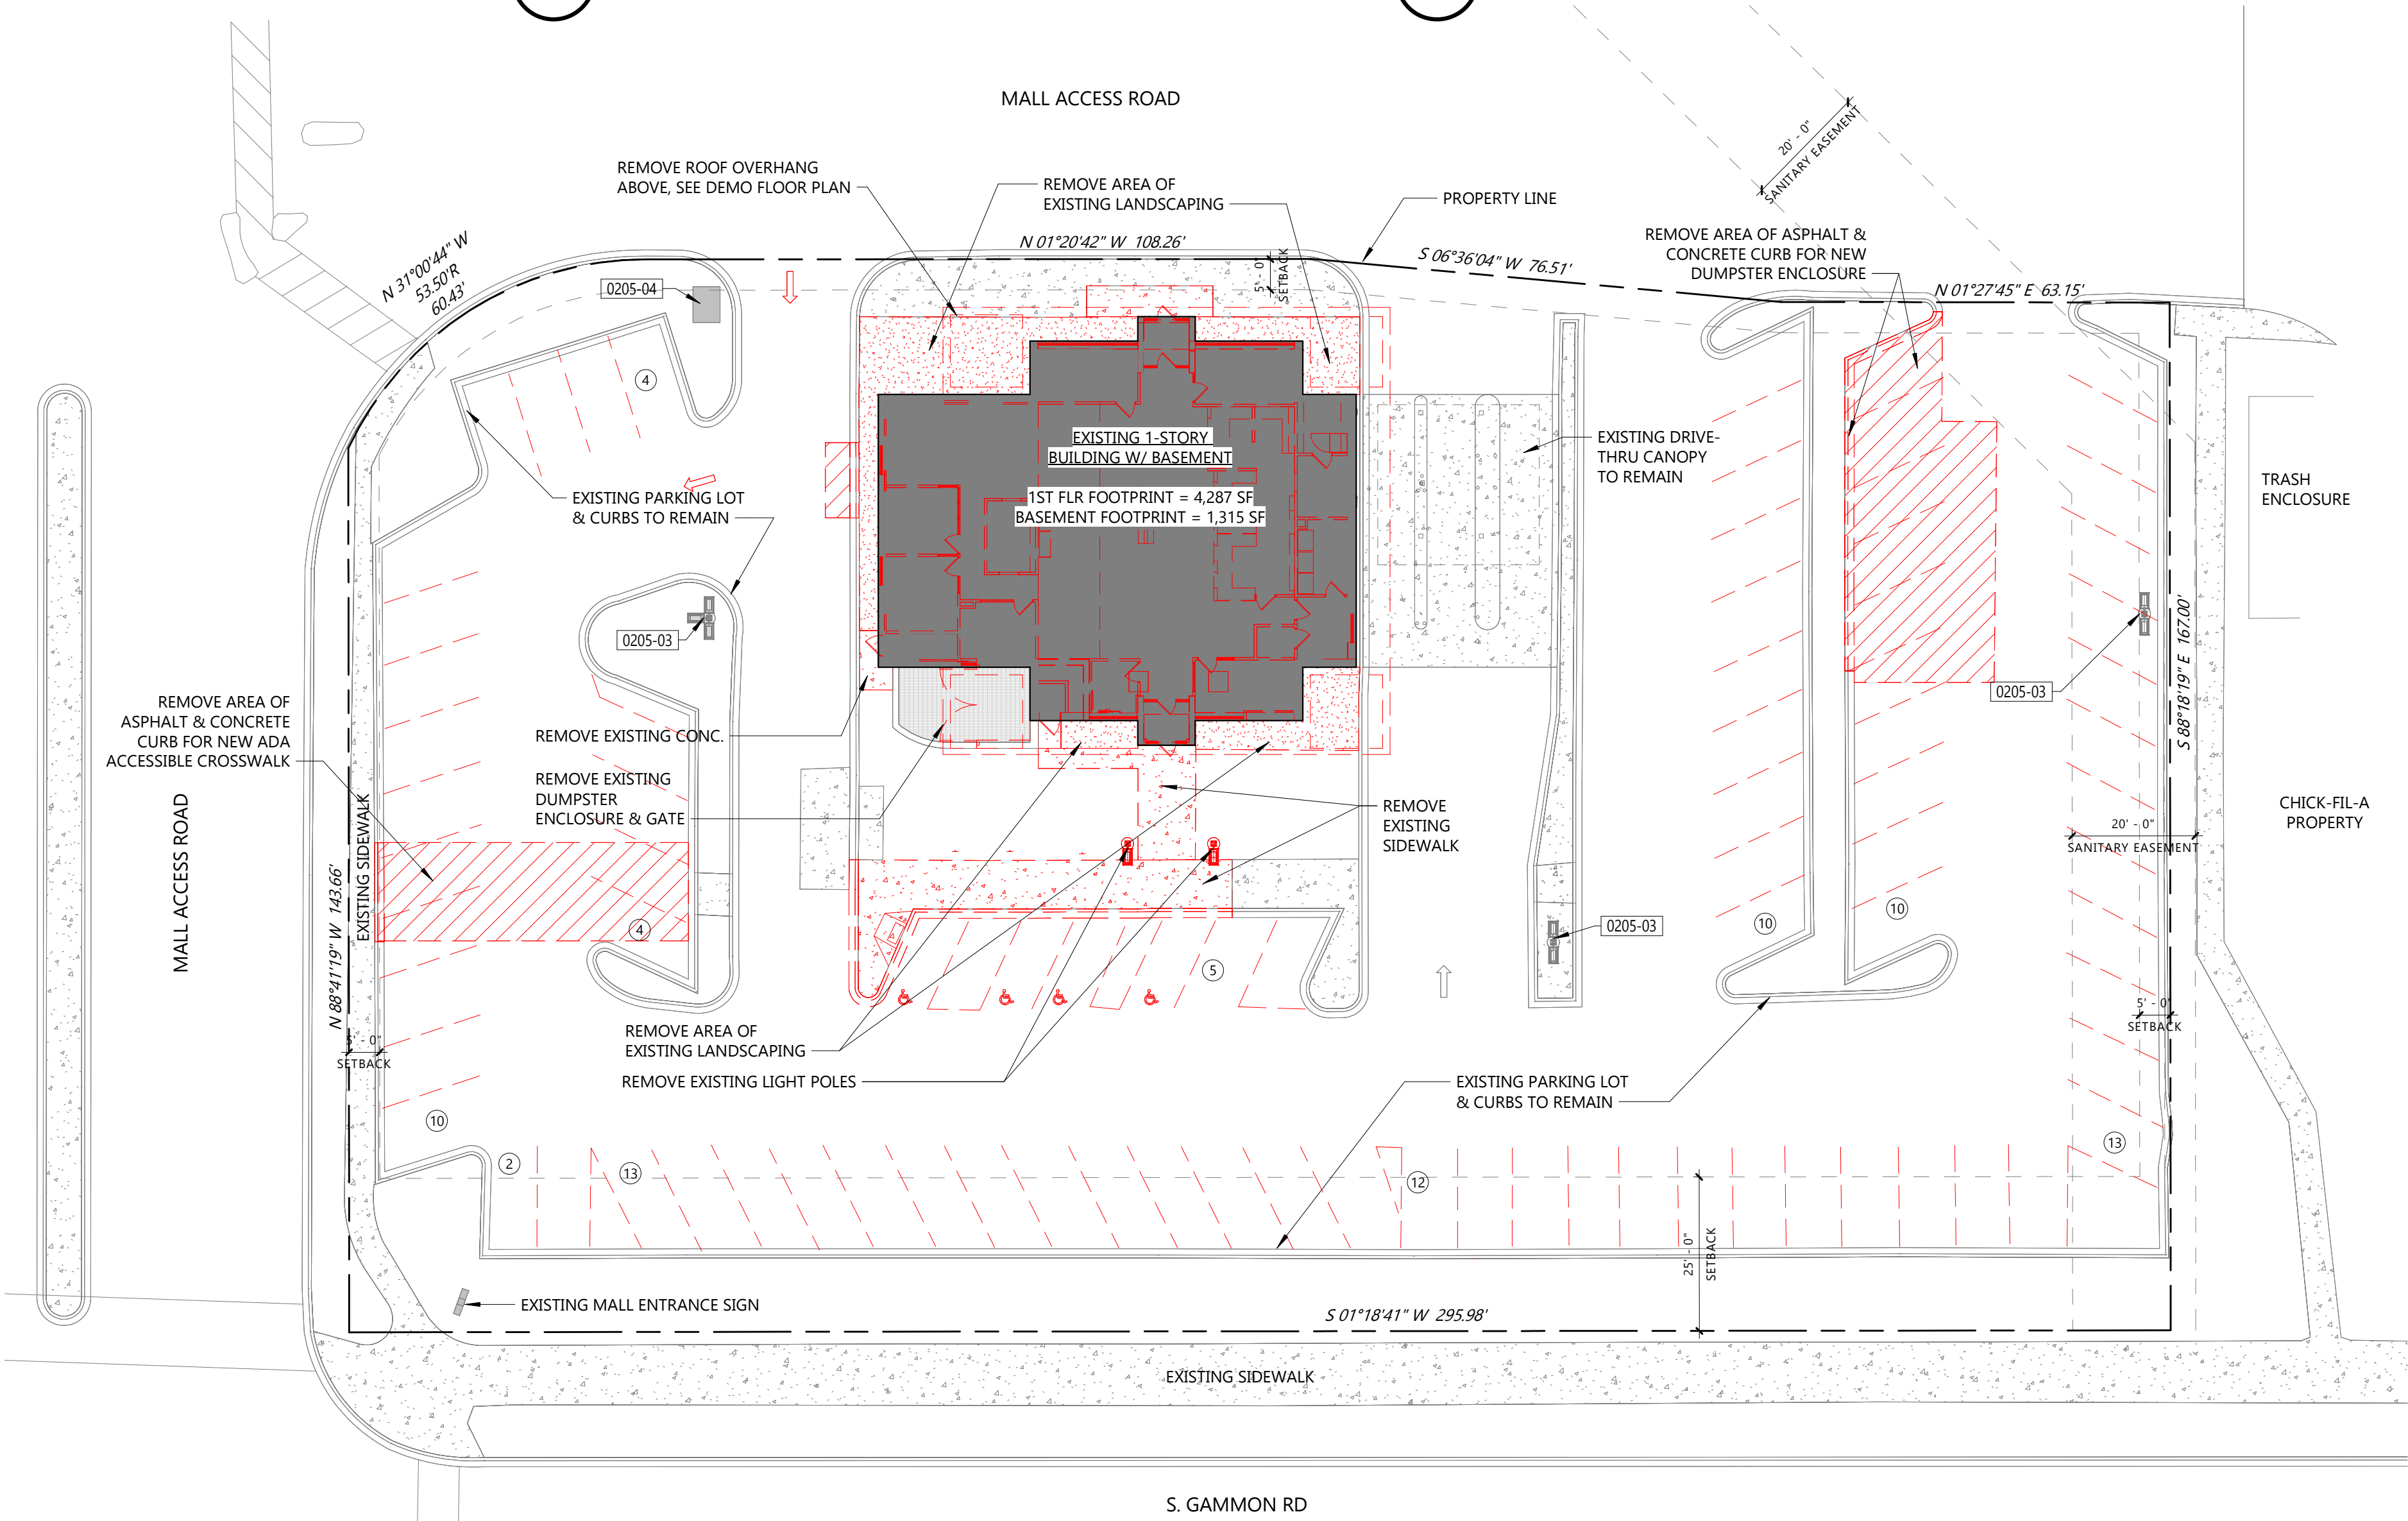 MALL ACCESS ROAD
20' - 0"
SANITARY EASEMENT
REMOVE ROOF OVERHANG
ABOVE, SEE DEMO FLOOR PLAN
REMOVE AREA OF
EXISTING LANDSCAPING
PROPERTY LINE
N 31°00'44" W
53.50'R
60.43'
N 01°20'42" W 108.26'
5' - 0"
SETBACK
S 06°36'04" W 76.51'
REMOVE AREA OF ASPHALT &
CONCRETE CURB FOR NEW
DUMPSTER ENCLOSURE
N 01°27'45" E 63.15'
0205-04
4
EXISTING 1-STORY
BUILDING W/ BASEMENT
1ST FLR FOOTPRINT = 4,287 SF
BASEMENT FOOTPRINT = 1,315 SF
EXISTING DRIVE-
THRU CANOPY
TO REMAIN
TRASH
ENCLOSURE
EXISTING PARKING LOT
& CURBS TO REMAIN
0205-03
0205-03
S 88°18'19" E 167.00'
REMOVE AREA OF
ASPHALT & CONCRETE
CURB FOR NEW ADA
ACCESSIBLE CROSSWALK
REMOVE EXISTING CONC.
REMOVE EXISTING
DUMPSTER
ENCLOSURE & GATE
REMOVE
EXISTING
SIDEWALK
CHICK-FIL-A
PROPERTY
20' - 0"
SANITARY EASEMENT
MALL ACCESS ROAD
EXISTING SIDEWALK
N 88°41'19" W 143.66'
4
5
10
10
0205-03
5' - 0"
SETBACK
5' - 0"
SETBACK
REMOVE AREA OF
EXISTING LANDSCAPING
REMOVE EXISTING LIGHT POLES
EXISTING PARKING LOT
& CURBS TO REMAIN
10
2
13
12
13
25' - 0"
SETBACK
EXISTING MALL ENTRANCE SIGN
S 01°18'41" W 295.98'
EXISTING SIDEWALK
S. GAMMON RD